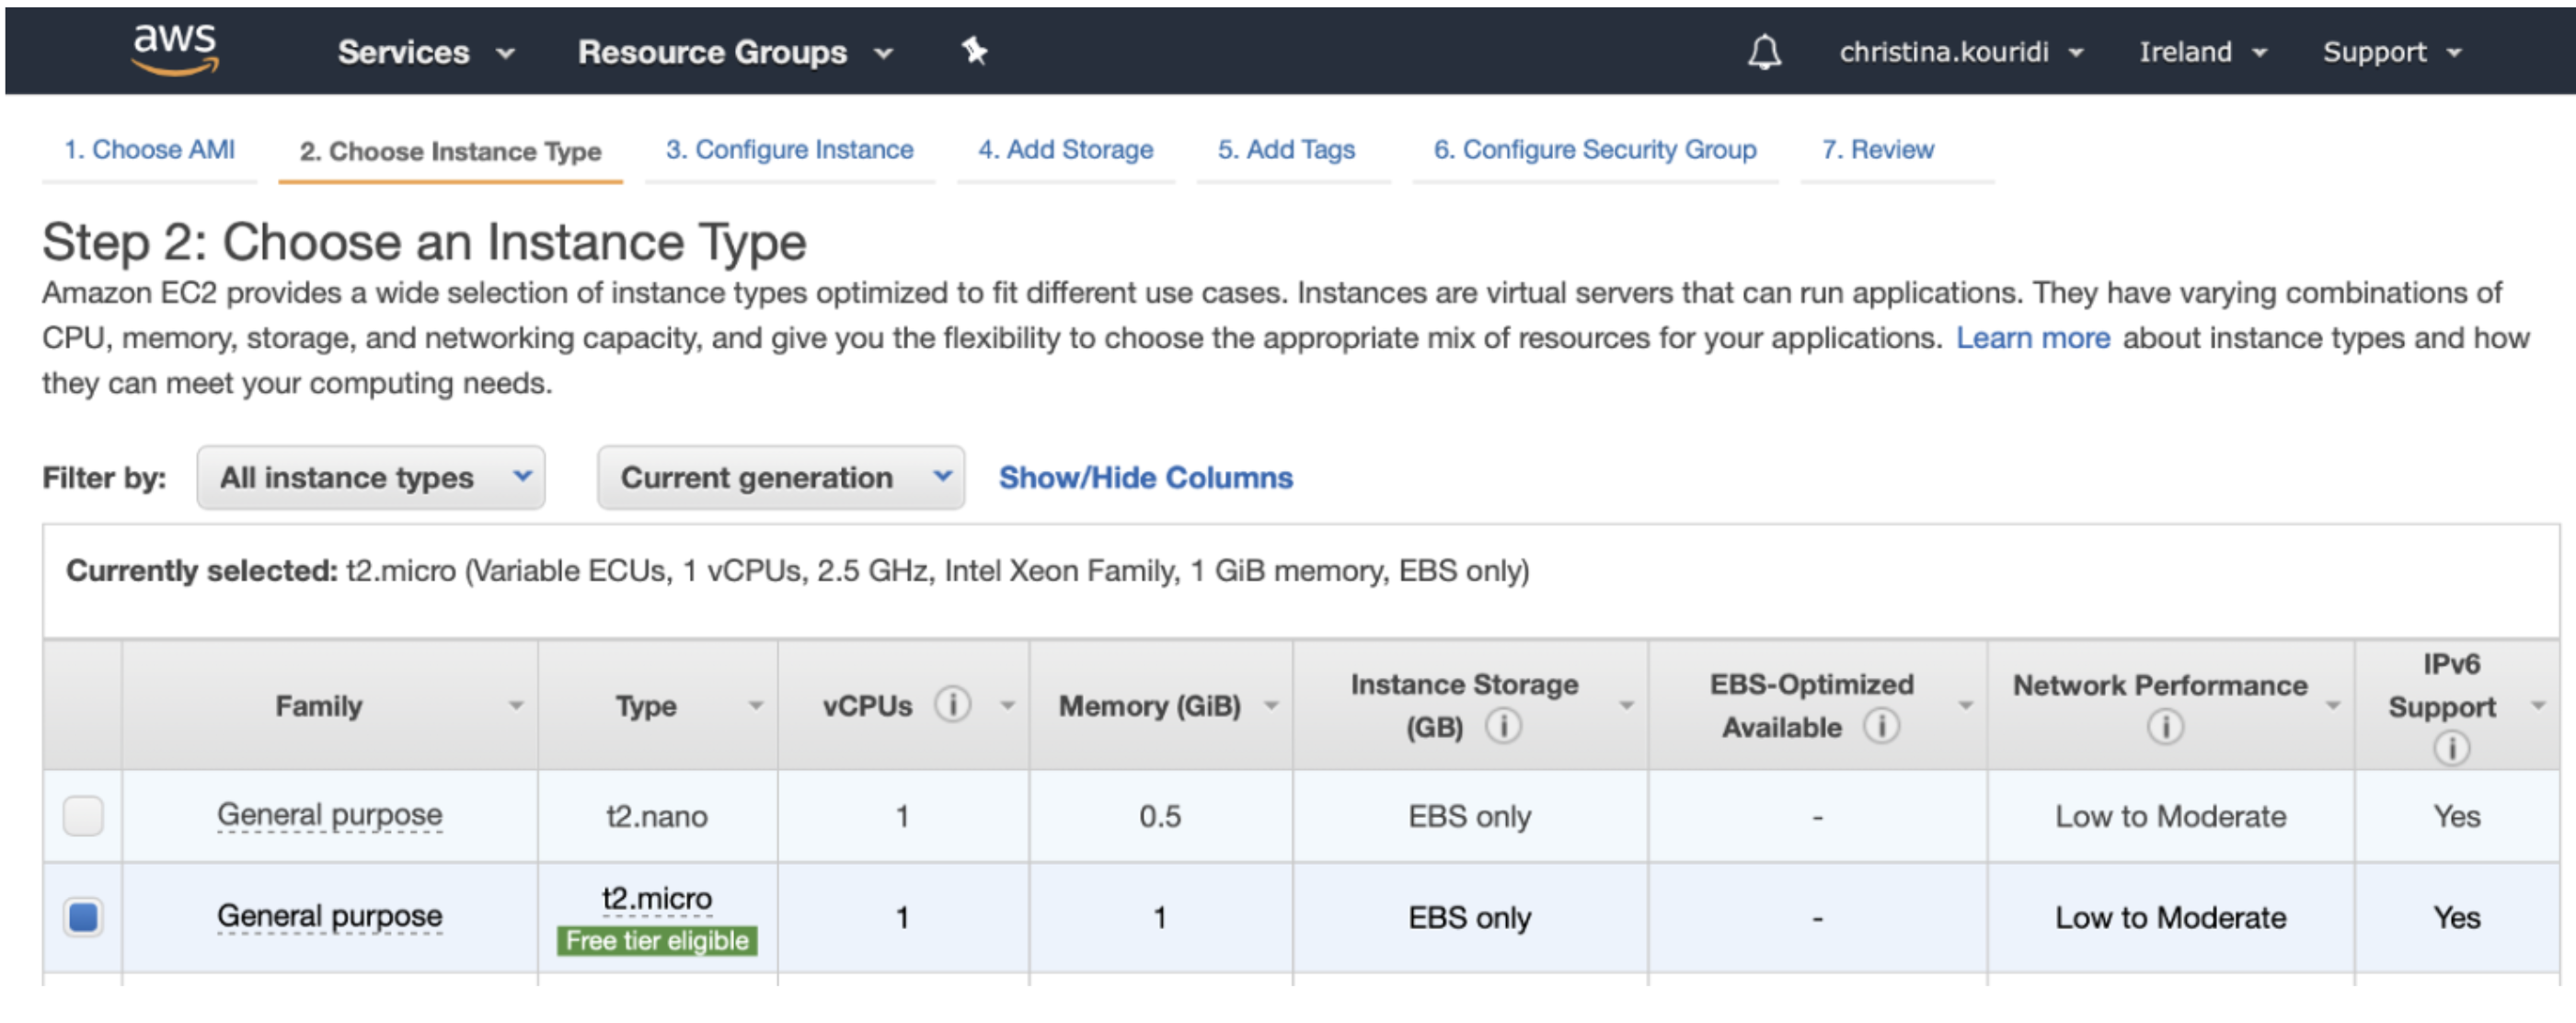 aws Services Resource Groups christina.kouridi Ireland Support
1. Choose AMI 2. Choose Instance Type 3. Configure Instance 4. Add Storage 5. Add Tags 6. Configure Security Group 7. Review
Step 2: Choose an Instance Type
Amazon EC2 provides a wide selection of instance types optimized to fit different use cases. Instances are virtual servers that can run applications. They have varying combinations of
CPU, memory, storage, and networking capacity, and give you the flexibility to choose the appropriate mix of resources for your applications. Learn more about instance types and how
they can meet your computing needs.
Filter by: All instance types Current generation Show/Hide Columns
Currently selected: t2.micro (Variable ECUs, 1 vCPUs, 2.5 GHz, Intel Xeon Family, 1 GiB memory, EBS only)
Family Type vCPUs i Memory (GiB) Instance Storage (GB) i EBS-Optimized Available i Network Performance i IPv6 Support i
General purpose t2.nano 1 0.5 EBS only - Low to Moderate Yes
General purpose t2.micro Free tier eligible 1 1 EBS only - Low to Moderate Yes